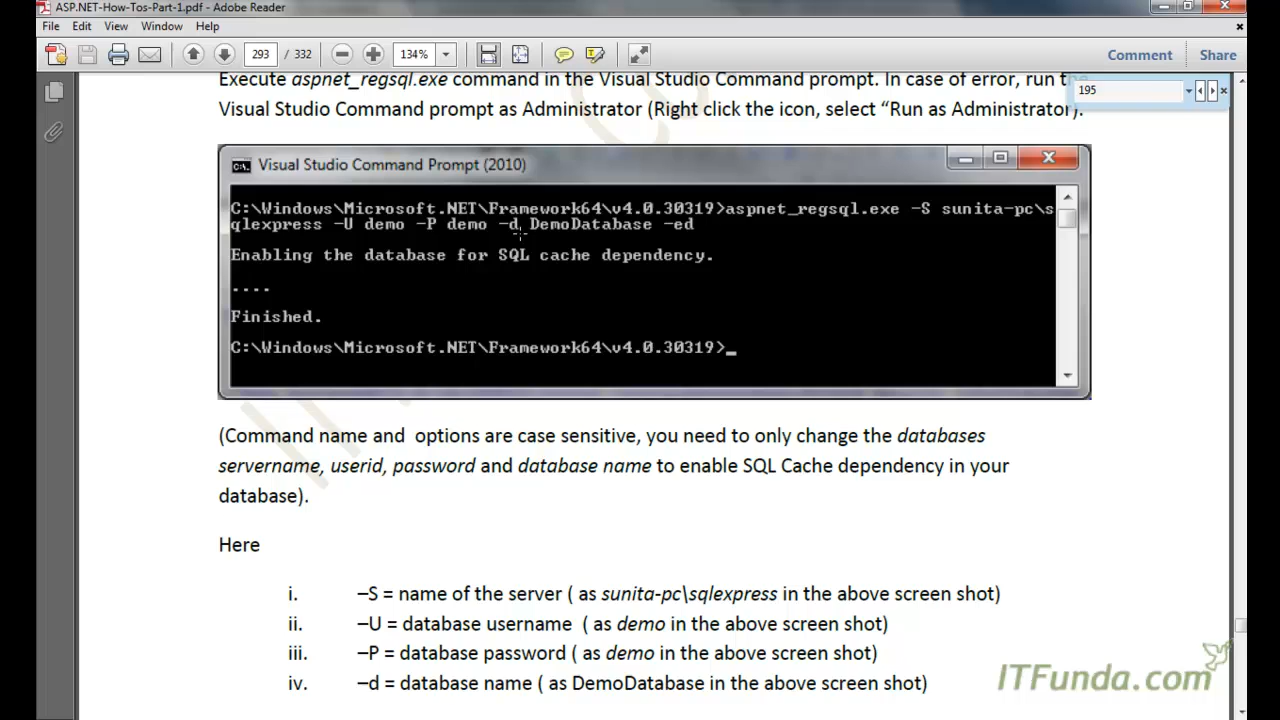 ASP.NET-How-Tos-Part-1.pdf - Adobe Reader
File Edit View Window Help
293 / 332 134% Comment Share
Execute aspnet_regsql.exe command in the Visual Studio Command prompt. In case of error, run the
195
Visual Studio Command prompt as Administrator (Right click the icon, select “Run as Administrator).
Visual Studio Command Prompt (2010)
C:\Windows\Microsoft.NET\Framework64\v4.0.30319>aspnet_regsql.exe -S sunita-pc\s
qlexpress -U demo -P demo -d DemoDatabase -ed
Enabling the database for SQL cache dependency.
....
Finished.
C:\Windows\Microsoft.NET\Framework64\v4.0.30319>_
(Command name and options are case sensitive, you need to only change the databases
servername, userid, password and database name to enable SQL Cache dependency in your
database).
Here
i. –S = name of the server ( as sunita-pc\sqlexpress in the above screen shot)
ii. –U = database username ( as demo in the above screen shot)
iii. –P = database password ( as demo in the above screen shot)
iv. –d = database name ( as DemoDatabase in the above screen shot)
ITFunda.com